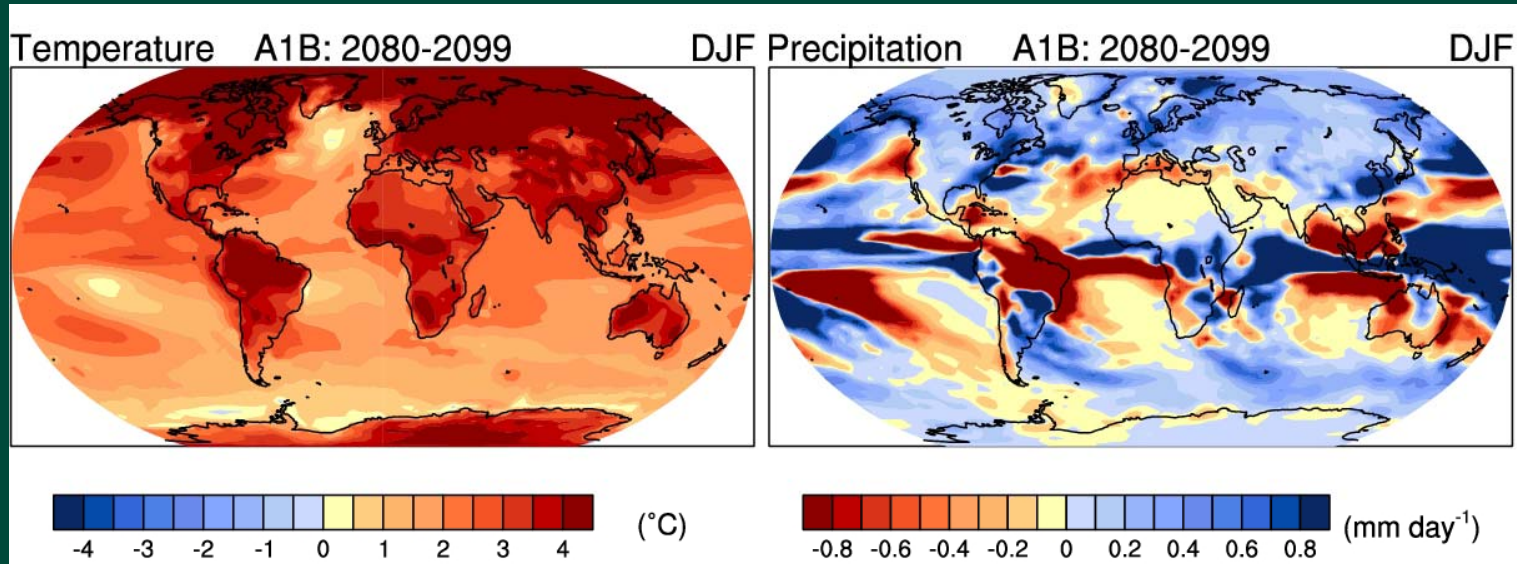 Temperature A1B: 2080-2099 DJF
Precipitation A1B: 2080-2099 DJF
-4 -3 -2 -1 0 1 2 3 4 (°C)
-0.8 -0.6 -0.4 -0.2 0 0.2 0.4 0.6 0.8 (mm day⁻¹)